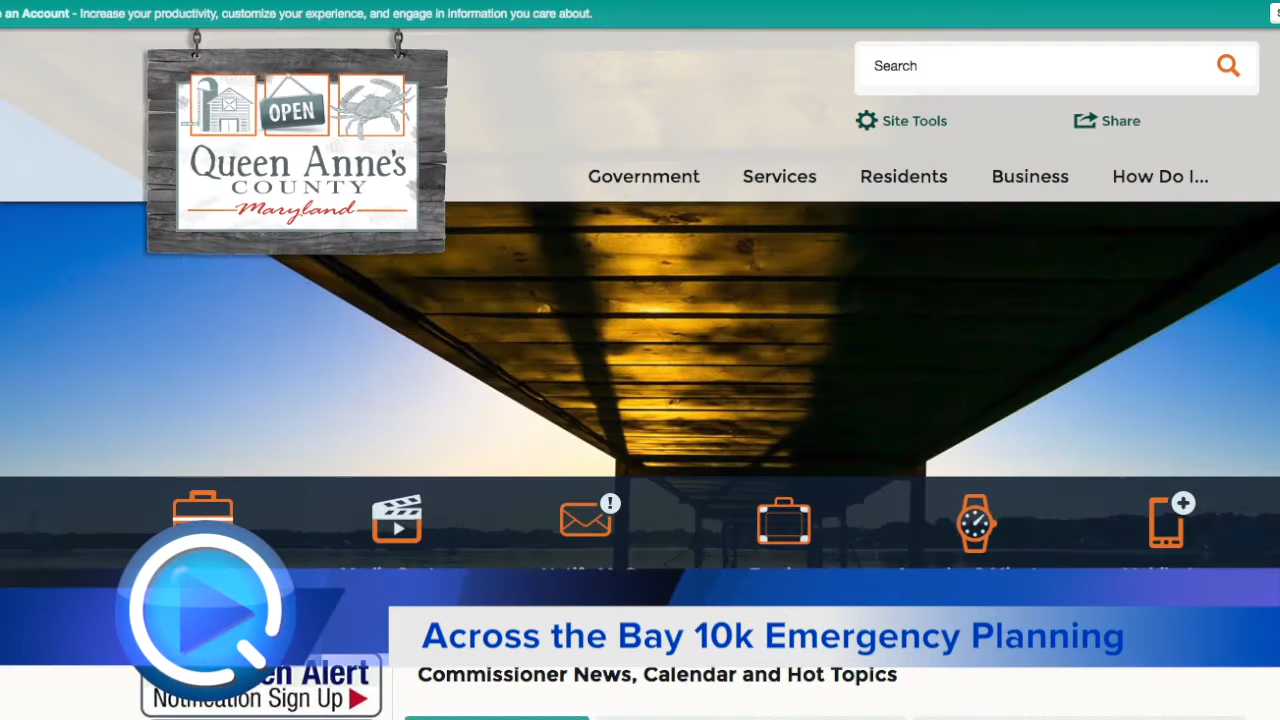 an Account - Increase your productivity, customize your experience, and engage in information you care about.
OPEN
Queen Anne's
COUNTY
Maryland
Search
Site Tools
Share
Government
Services
Residents
Business
How Do I...
Across the Bay 10k Emergency Planning
Alert
Notification Sign Up
Commissioner News, Calendar and Hot Topics